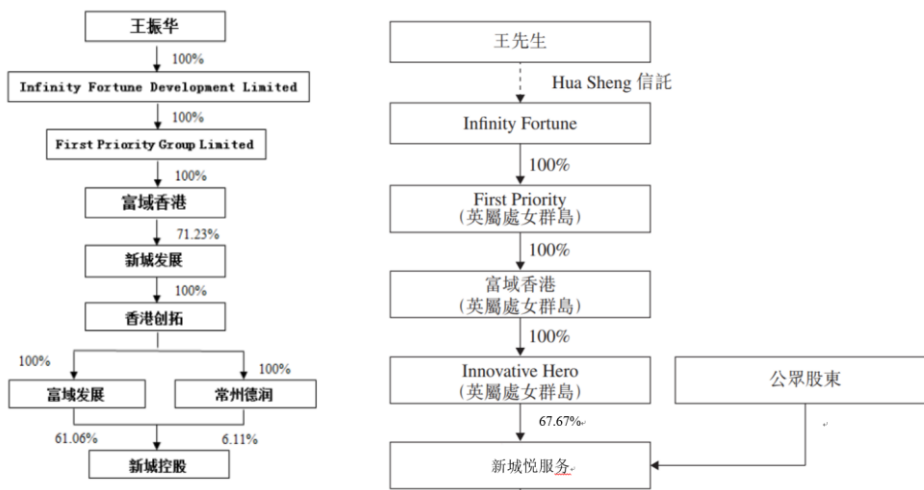 王振华
100%
Infinity Fortune Development Limited
100%
First Priority Group Limited
100%
富域香港
71.23%
新城发展
100%
香港创拓
100%
100%
富域发展
常州德润
61.06%
6.11%
新城控股
王先生
Hua Sheng 信託
Infinity Fortune
100%
First Priority
(英屬處女群島)
100%
富域香港
(英屬處女群島)
100%
Innovative Hero
(英屬處女群島)
公眾股東
67.67%
新城悦服务